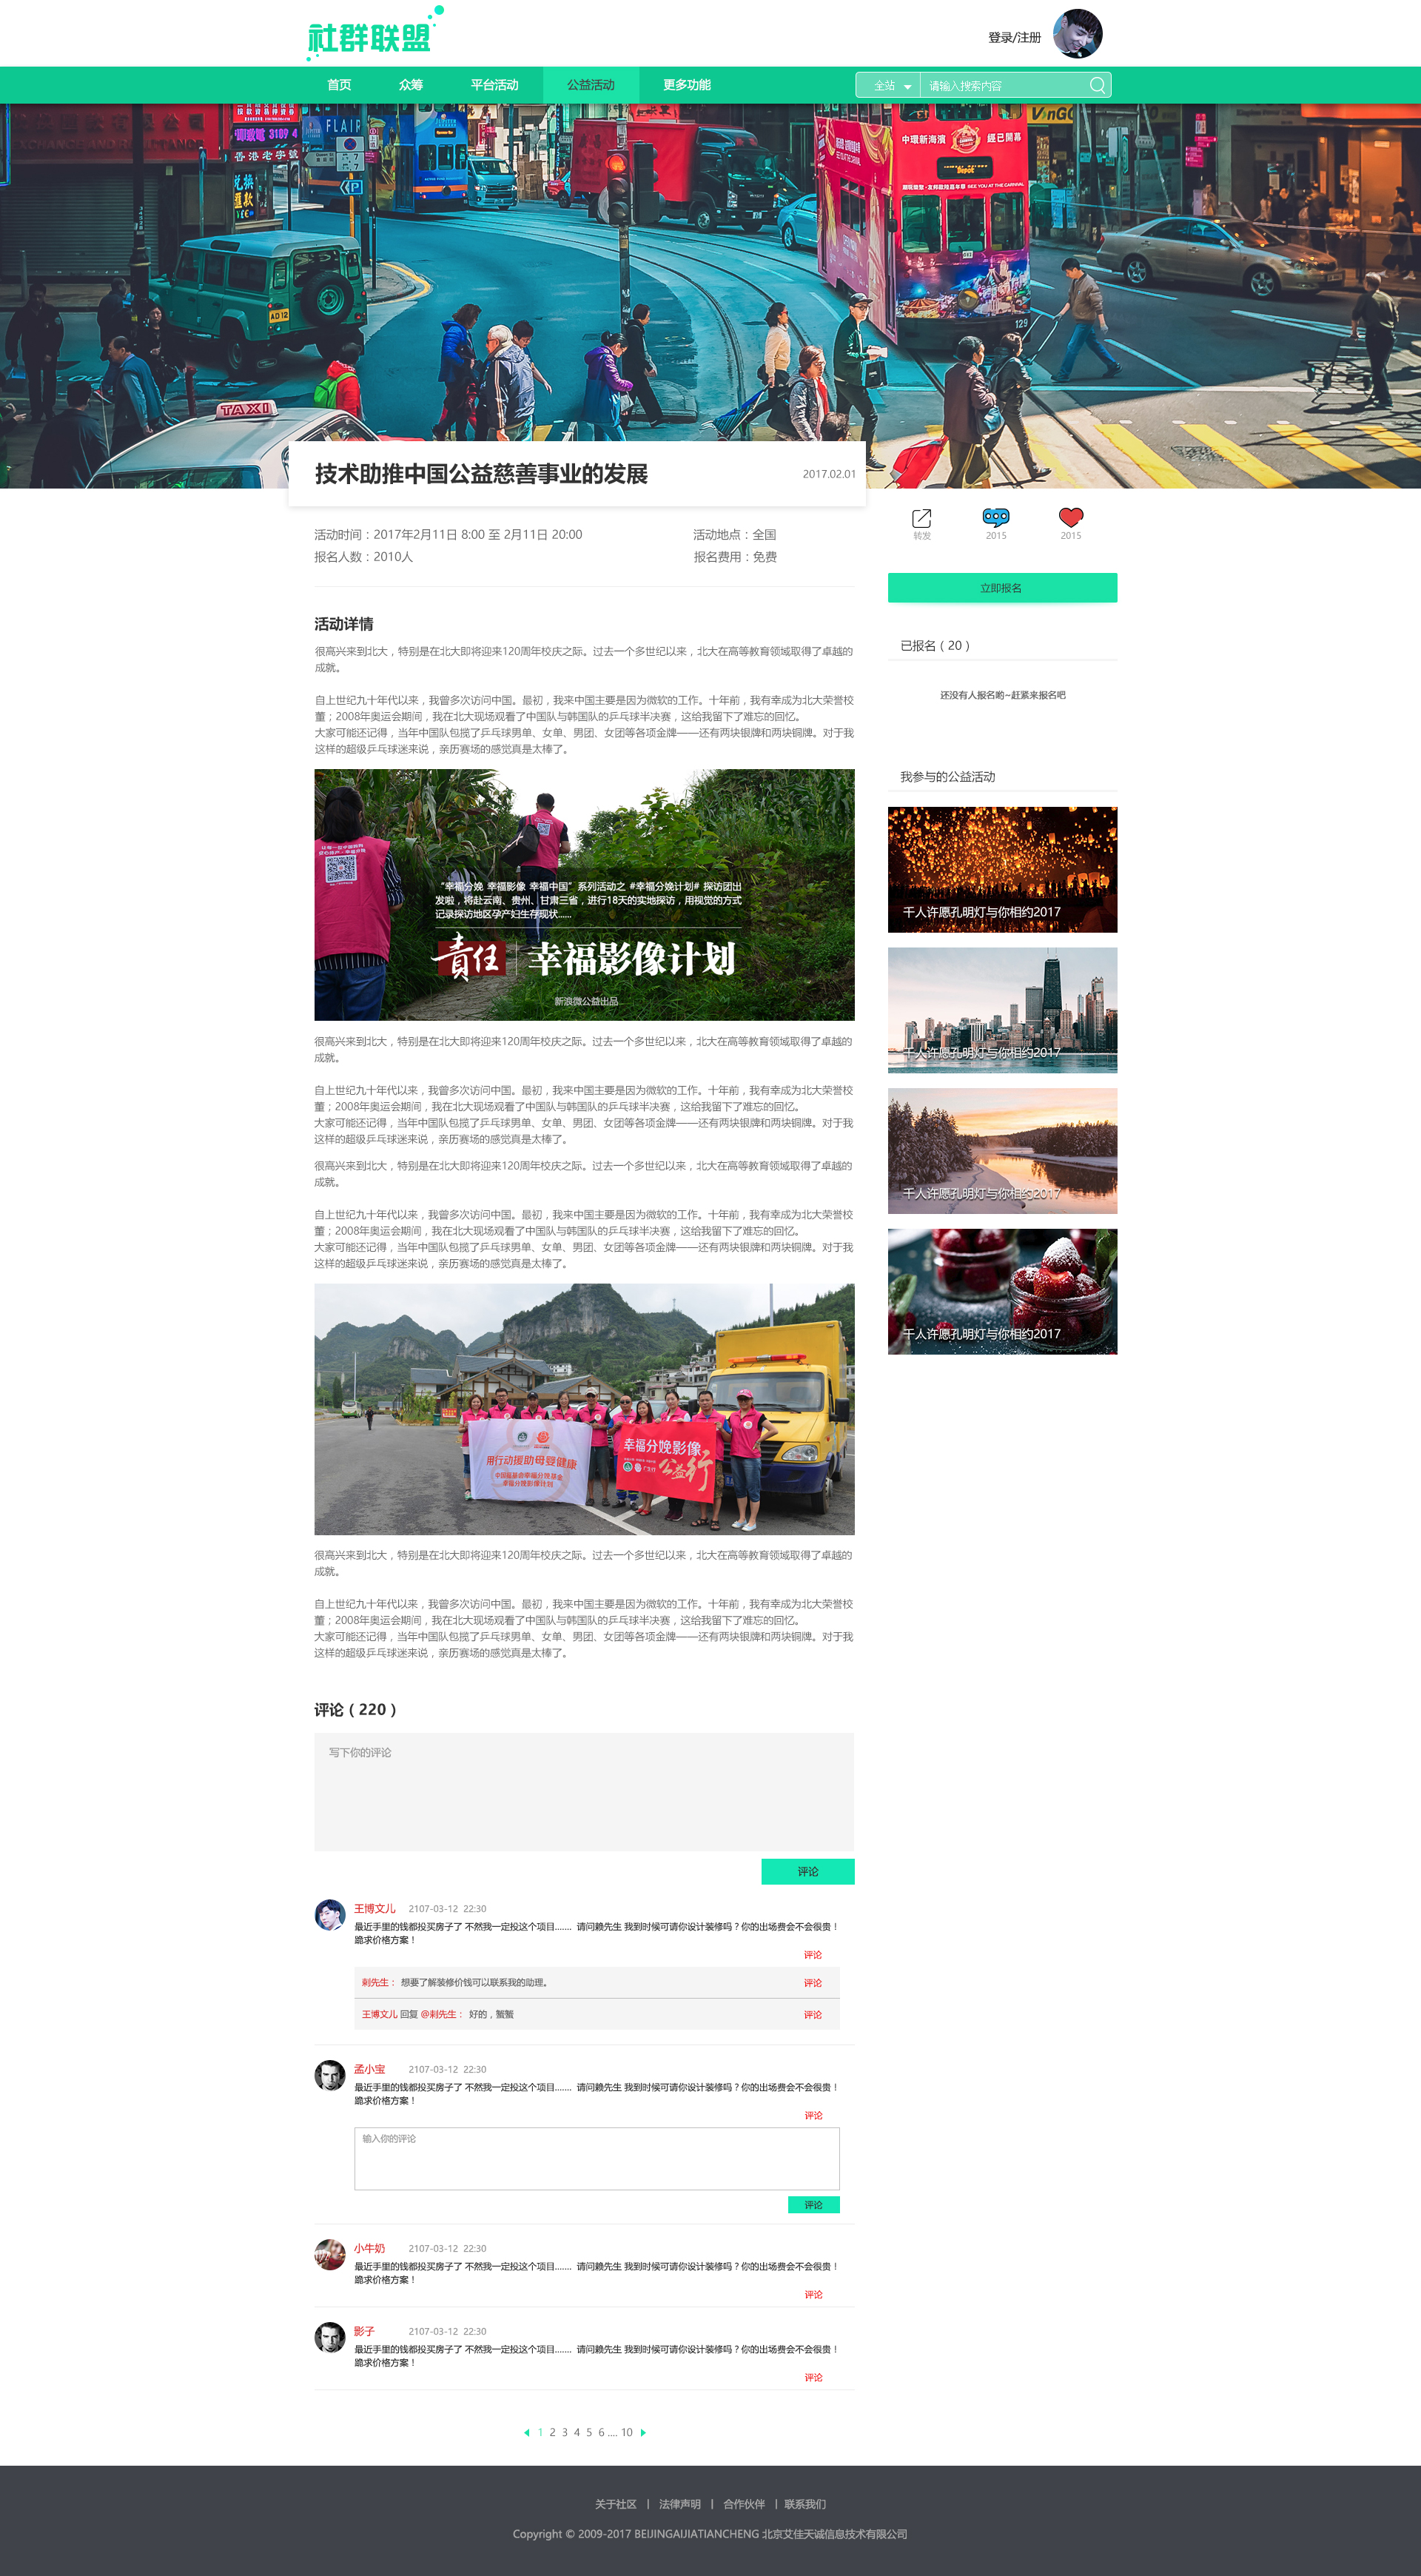 社群联盟
登录/注册
首页 众筹 平台活动 公益活动 更多功能 全站 请输入搜索内容
FLAIR
3109 4
香港老字號
中環新海濱 經已開幕
Depot
SEE YOU AT THE CARNIVAL
129
AD 12
TAXI
技术助推中国公益慈善事业的发展
2017.02.01
活动时间：2017年2月11日 8:00 至 2月11日 20:00 活动地点：全国
报名人数：2010人 报名费用：免费
转发 2015 2015
立即报名
已报名（20）
还没有人报名哟~赶紧来报名吧
我参与的公益活动
千人许愿孔明灯与你相约2017
千人许愿孔明灯与你相约2017
千人许愿孔明灯与你相约2017
千人许愿孔明灯与你相约2017
活动详情
很高兴来到北大，特别是在北大即将迎来120周年校庆之际。过去一个多世纪以来，北大在高等教育领域取得了卓越的
成就。
自上世纪九十年代以来，我曾多次访问中国。最初，我来中国主要是因为微软的工作。十年前，我有幸成为北大荣誉校
董；2008年奥运会期间，我在北大现场观看了中国队与韩国队的乒乓球半决赛，这给我留下了难忘的回忆。
大家可能还记得，当年中国队包揽了乒乓球男单、女单、男团、女团等各项金牌——还有两块银牌和两块铜牌。对于我
这样的超级乒乓球迷来说，亲历赛场的感觉真是太棒了。
“幸福分娩 幸福影像 幸福中国”系列活动之 #幸福分娩计划# 探访团出
发啦，将赴云南、贵州、甘肃三省，进行18天的实地探访，用视觉的方式
记录探访地区孕产妇生存现状......
责任 幸福影像计划
新浪微公益出品
很高兴来到北大，特别是在北大即将迎来120周年校庆之际。过去一个多世纪以来，北大在高等教育领域取得了卓越的
成就。
自上世纪九十年代以来，我曾多次访问中国。最初，我来中国主要是因为微软的工作。十年前，我有幸成为北大荣誉校
董；2008年奥运会期间，我在北大现场观看了中国队与韩国队的乒乓球半决赛，这给我留下了难忘的回忆。
大家可能还记得，当年中国队包揽了乒乓球男单、女单、男团、女团等各项金牌——还有两块银牌和两块铜牌。对于我
这样的超级乒乓球迷来说，亲历赛场的感觉真是太棒了。
很高兴来到北大，特别是在北大即将迎来120周年校庆之际。过去一个多世纪以来，北大在高等教育领域取得了卓越的
成就。
自上世纪九十年代以来，我曾多次访问中国。最初，我来中国主要是因为微软的工作。十年前，我有幸成为北大荣誉校
董；2008年奥运会期间，我在北大现场观看了中国队与韩国队的乒乓球半决赛，这给我留下了难忘的回忆。
大家可能还记得，当年中国队包揽了乒乓球男单、女单、男团、女团等各项金牌——还有两块银牌和两块铜牌。对于我
这样的超级乒乓球迷来说，亲历赛场的感觉真是太棒了。
用行动援助母婴健康
幸福分娩影像计划
幸福分娩影像
公益行
很高兴来到北大，特别是在北大即将迎来120周年校庆之际。过去一个多世纪以来，北大在高等教育领域取得了卓越的
成就。
自上世纪九十年代以来，我曾多次访问中国。最初，我来中国主要是因为微软的工作。十年前，我有幸成为北大荣誉校
董；2008年奥运会期间，我在北大现场观看了中国队与韩国队的乒乓球半决赛，这给我留下了难忘的回忆。
大家可能还记得，当年中国队包揽了乒乓球男单、女单、男团、女团等各项金牌——还有两块银牌和两块铜牌。对于我
这样的超级乒乓球迷来说，亲历赛场的感觉真是太棒了。
评论（220）
写下你的评论
评论
王博文儿 2107-03-12 22:30
最近手里的钱都投买房子了 不然我一定投这个项目....... 请问赖先生 我到时候可请你设计装修吗？你的出场费会不会很贵！
跪求价格方案！
评论
刺先生： 想要了解装修价钱可以联系我的助理。 评论
王博文儿 回复 @刺先生： 好的，蟹蟹 评论
孟小宝 2107-03-12 22:30
最近手里的钱都投买房子了 不然我一定投这个项目....... 请问赖先生 我到时候可请你设计装修吗？你的出场费会不会很贵！
跪求价格方案！
评论
输入你的评论
评论
小牛奶 2107-03-12 22:30
最近手里的钱都投买房子了 不然我一定投这个项目....... 请问赖先生 我到时候可请你设计装修吗？你的出场费会不会很贵！
跪求价格方案！
评论
影子 2107-03-12 22:30
最近手里的钱都投买房子了 不然我一定投这个项目....... 请问赖先生 我到时候可请你设计装修吗？你的出场费会不会很贵！
跪求价格方案！
评论
1 2 3 4 5 6 .... 10
关于社区 | 法律声明 | 合作伙伴 | 联系我们
Copyright © 2009-2017 BEIJINGAIJIATIANCHENG 北京艾佳天诚信息技术有限公司